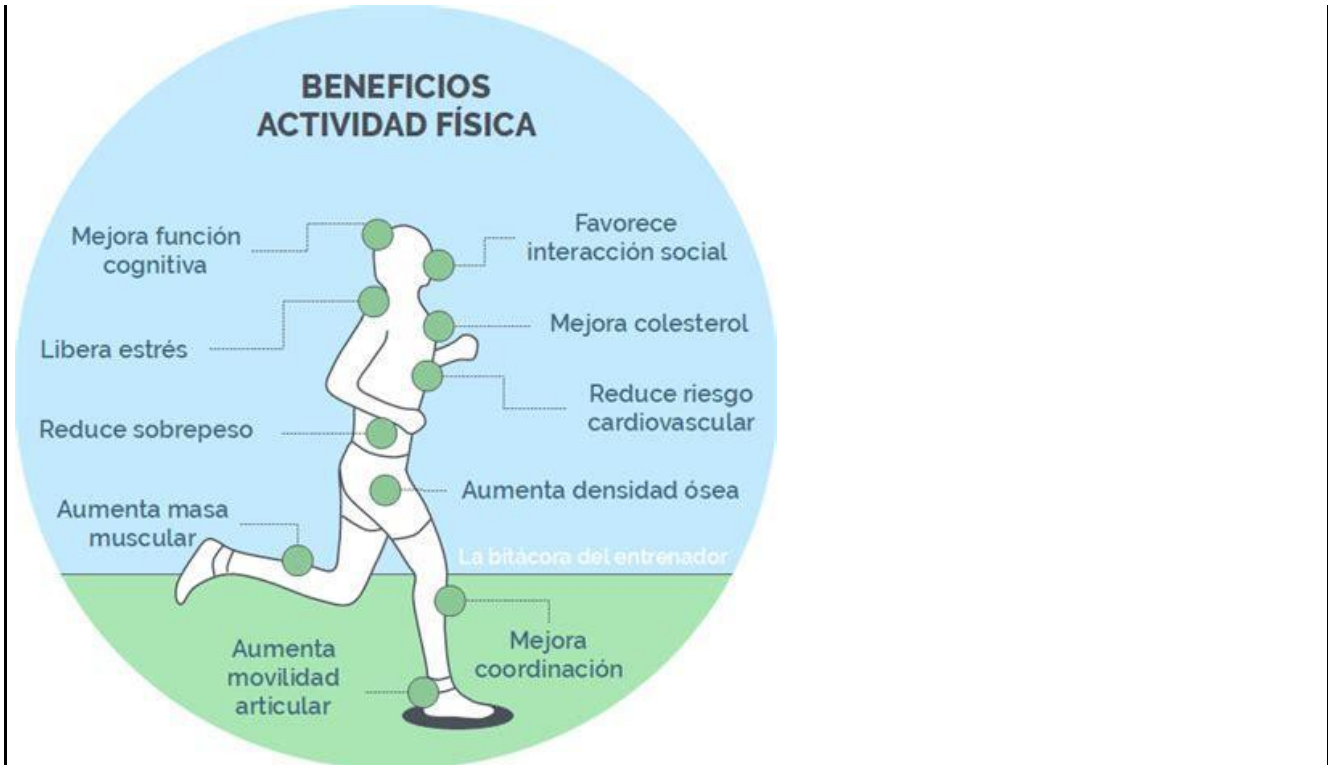 BENEFICIOS
ACTIVIDAD FÍSICA
Mejora función
cognitiva
Favorece
interacción social
Libera estrés
Mejora colesterol
Reduce riesgo
cardiovascular
Reduce sobrepeso
Aumenta densidad ósea
Aumenta masa
muscular
La bitácora del entrenador
Mejora
coordinación
Aumenta
movilidad
articular